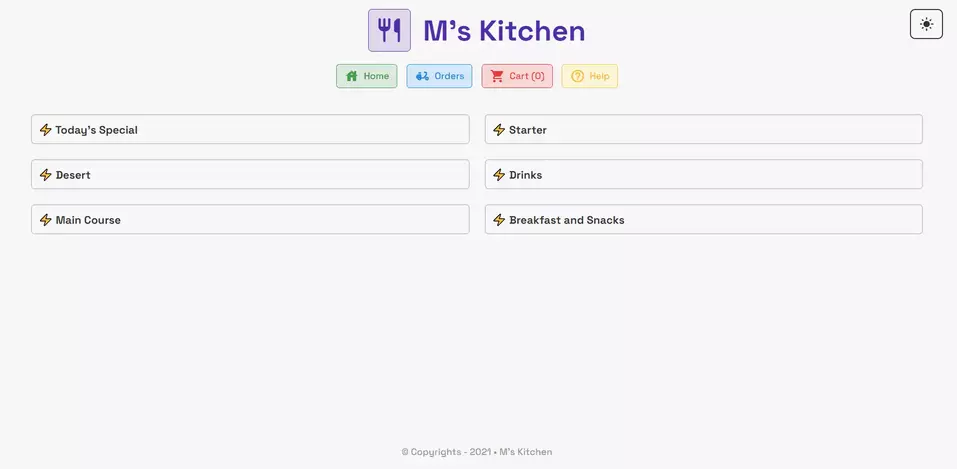 M's Kitchen
Home Orders Cart (0) Help
Today's Special Starter
Desert Drinks
Main Course Breakfast and Snacks
© Copyrights - 2021 • M's Kitchen